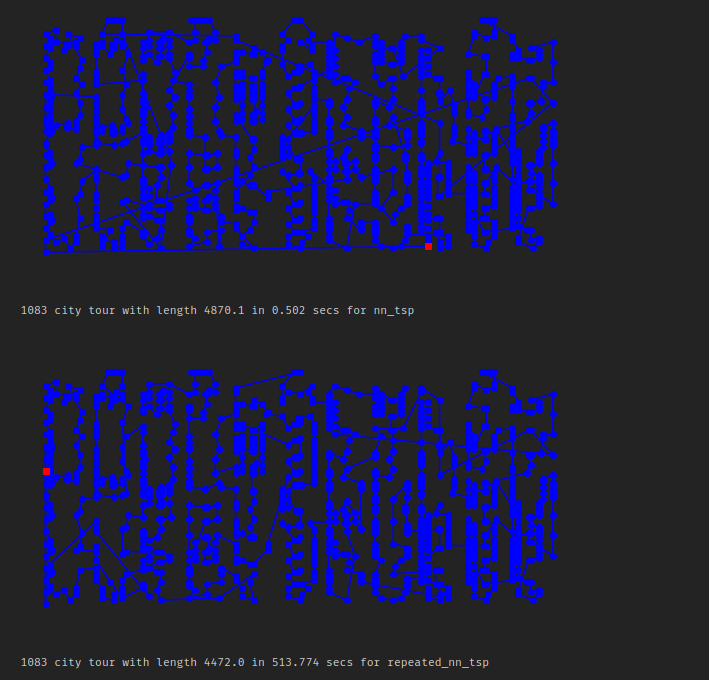 1083 city tour with length 4870.1 in 0.502 secs for nn_tsp
1083 city tour with length 4472.0 in 513.774 secs for repeated_nn_tsp